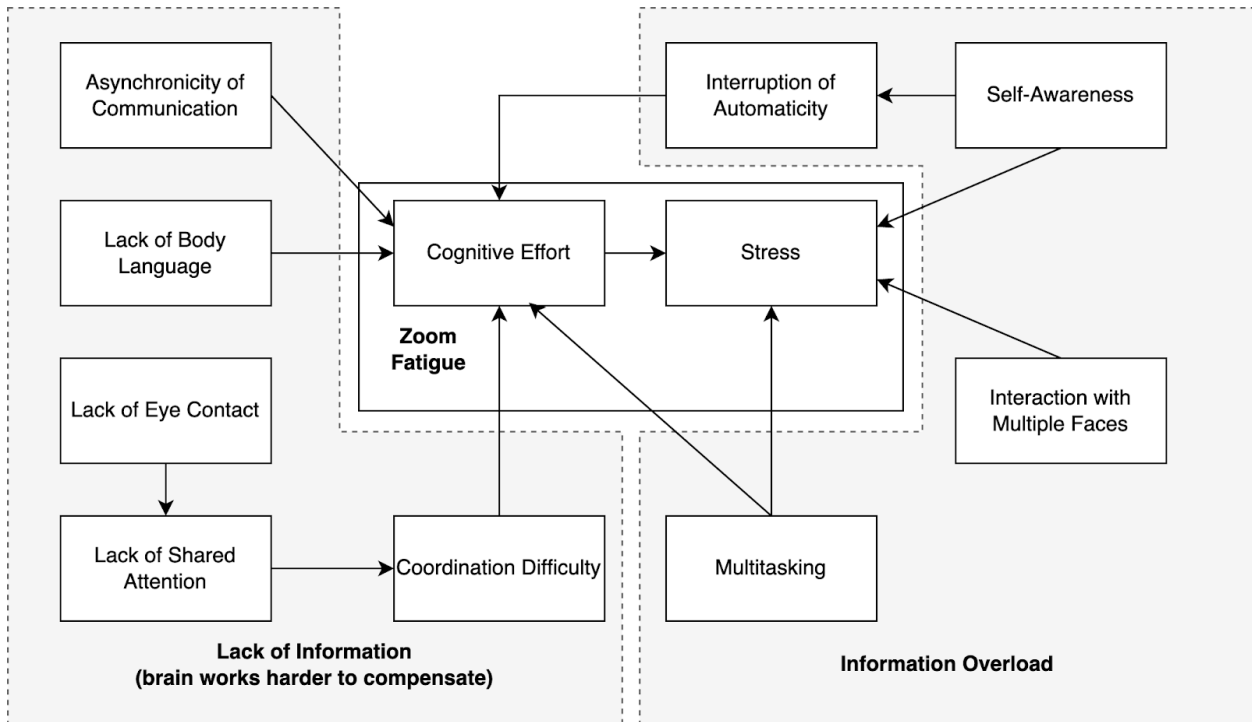 Asynchronicity of
Communication
Interruption of
Automaticity
Self-Awareness
Lack of Body
Language
Cognitive Effort
Stress
Zoom
Fatigue
Lack of Eye Contact
Interaction with
Multiple Faces
Lack of Shared
Attention
Coordination Difficulty
Multitasking
Lack of Information
(brain works harder to compensate)
Information Overload